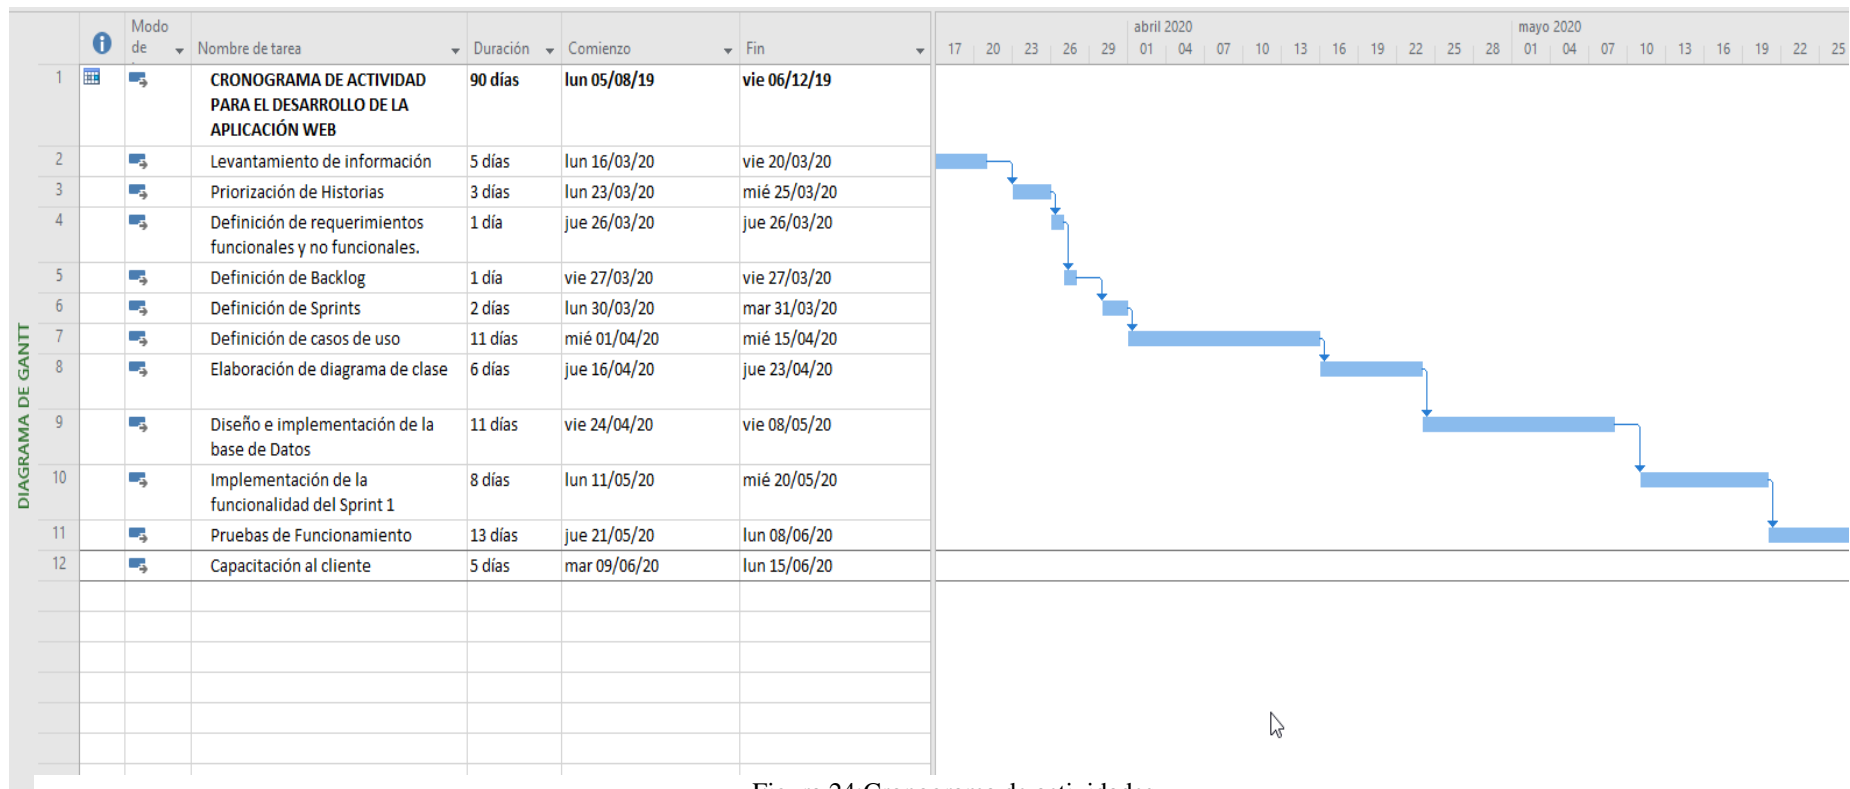 abril 2020 mayo 2020
Modo
de
Nombre de tarea Duración Comienzo Fin 17 20 23 26 29 01 04 07 10 13 16 19 22 25 28 01 04 07 10 13 16 19 22 25
1 CRONOGRAMA DE ACTIVIDAD 90 días lun 05/08/19 vie 06/12/19
PARA EL DESARROLLO DE LA
APLICACIÓN WEB
2 Levantamiento de información 5 días lun 16/03/20 vie 20/03/20
3 Priorización de Historias 3 días lun 23/03/20 mié 25/03/20
4 Definición de requerimientos 1 día jue 26/03/20 jue 26/03/20
funcionales y no funcionales.
5 Definición de Backlog 1 día vie 27/03/20 vie 27/03/20
6 Definición de Sprints 2 días lun 30/03/20 mar 31/03/20
7 Definición de casos de uso 11 días mié 01/04/20 mié 15/04/20
8 Elaboración de diagrama de clase 6 días jue 16/04/20 jue 23/04/20
9 Diseño e implementación de la 11 días vie 24/04/20 vie 08/05/20
base de Datos
10 Implementación de la 8 días lun 11/05/20 mié 20/05/20
funcionalidad del Sprint 1
11 Pruebas de Funcionamiento 13 días jue 21/05/20 lun 08/06/20
12 Capacitación al cliente 5 días mar 09/06/20 lun 15/06/20
DIAGRAMA DE GANTT
Figura 24:Cronograma de actividades